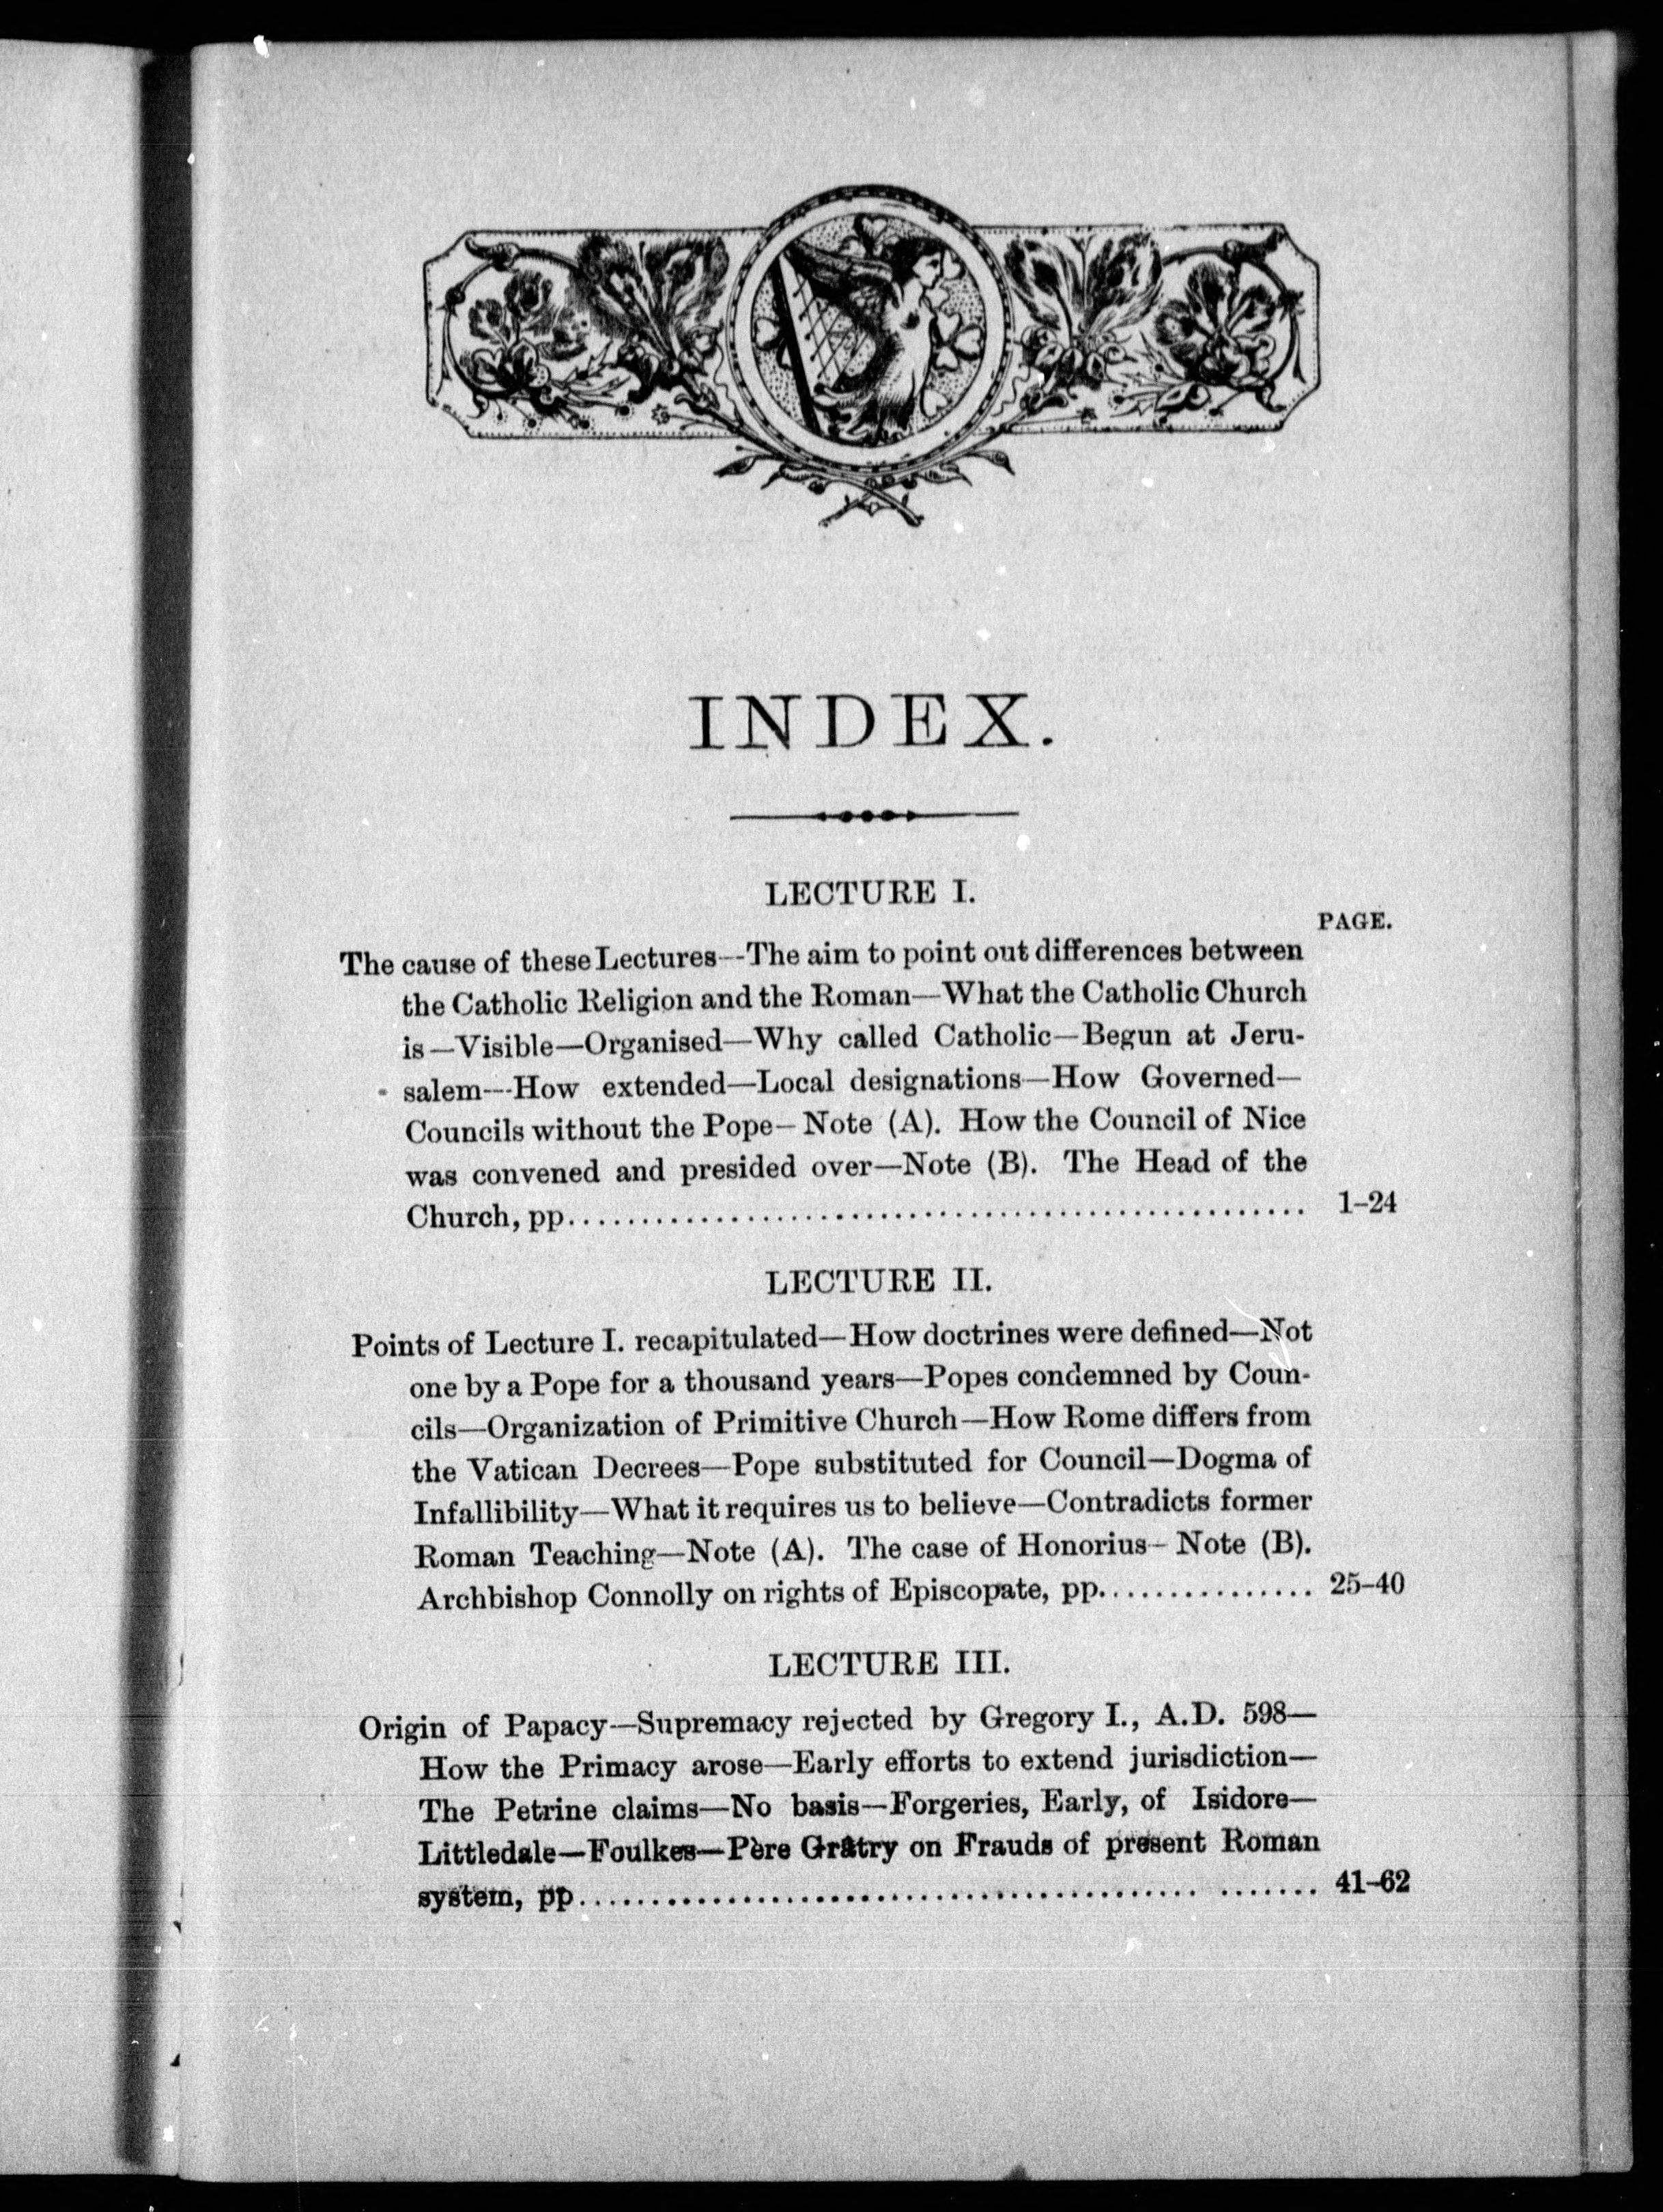 INDEX.
LECTURE I.
PAGE.
The cause of these Lectures—The aim to point out differences between
the Catholic Religion and the Roman—What the Catholic Church
is—Visible—Organised—Why called Catholic—Begun at Jeru-
salem—How extended—Local designations—How Governed—
Councils without the Pope—Note (A). How the Council of Nice
was convened and presided over—Note (B). The Head of the
Church, pp.................................................... 1-24
LECTURE II.
Points of Lecture I. recapitulated—How doctrines were defined—Not
one by a Pope for a thousand years—Popes condemned by Coun-
cils—Organization of Primitive Church—How Rome differs from
the Vatican Decrees—Pope substituted for Council—Dogma of
Infallibility—What it requires us to believe—Contradicts former
Roman Teaching—Note (A). The case of Honorius—Note (B).
Archbishop Connolly on rights of Episcopate, pp............... 25-40
LECTURE III.
Origin of Papacy—Supremacy rejected by Gregory I., A.D. 598—
How the Primacy arose—Early efforts to extend jurisdiction—
The Petrine claims—No basis—Forgeries, Early, of Isidore—
Littledale—Foulkes—Père Grâtry on Frauds of present Roman
system, pp.......................................... ....... 41-62